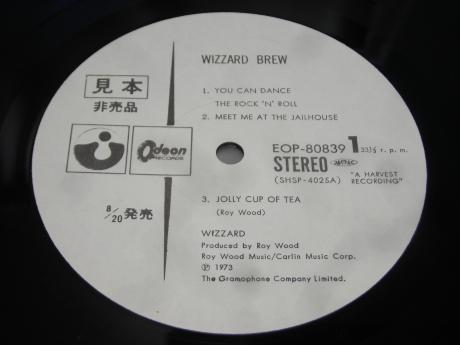 WIZZARD BREW
見本
非売品
1. YOU CAN DANCE
THE ROCK 'N' ROLL
2. MEET ME AT THE JAILHOUSE
Odeon
RECORDS
EOP-80839 1 33⅓ r. p. m.
STEREO
(SHSP-4025A)
"A HARVEST
RECORDING"
8/20 発売
3. JOLLY CUP OF TEA
(Roy Wood)
WIZZARD
Produced by Roy Wood
Roy Wood Music/Carlin Music Corp.
Ⓟ 1973
The Gramophone Company Limited.